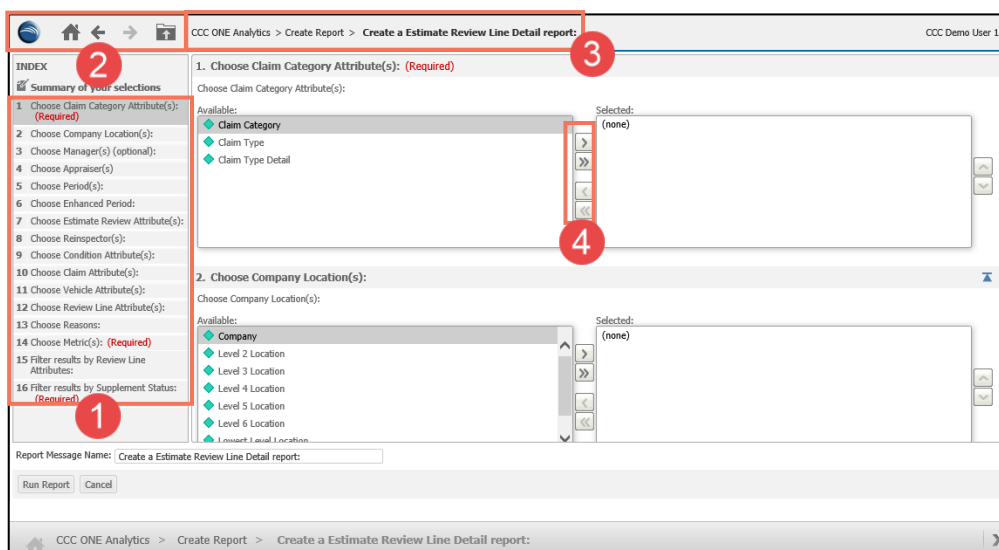 CCC ONE Analytics > Create Report > Create a Estimate Review Line Detail report:
CCC Demo User 1
3
2
INDEX
Summary of your selections
1 Choose Claim Category Attribute(s):
(Required)
2 Choose Company Location(s):
3 Choose Manager(s) (optional):
4 Choose Appraiser(s)
5 Choose Period(s):
6 Choose Enhanced Period:
7 Choose Estimate Review Attribute(s):
8 Choose Reinspector(s):
9 Choose Condition Attribute(s):
10 Choose Claim Attribute(s):
11 Choose Vehicle Attribute(s):
12 Choose Review Line Attribute(s):
13 Choose Reasons:
14 Choose Metric(s): (Required)
15 Filter results by Review Line
Attributes:
16 Filter results by Supplement Status:
(Required)
1
1. Choose Claim Category Attribute(s): (Required)
Choose Claim Category Attribute(s):
Available:
Claim Category
Claim Type
Claim Type Detail
Selected:
(none)
4
2. Choose Company Location(s):
Choose Company Location(s):
Available:
Company
Level 2 Location
Level 3 Location
Level 4 Location
Level 5 Location
Level 6 Location
Lowest Level Location
Selected:
(none)
Report Message Name: Create a Estimate Review Line Detail report:
Run Report Cancel
CCC ONE Analytics > Create Report > Create a Estimate Review Line Detail report: